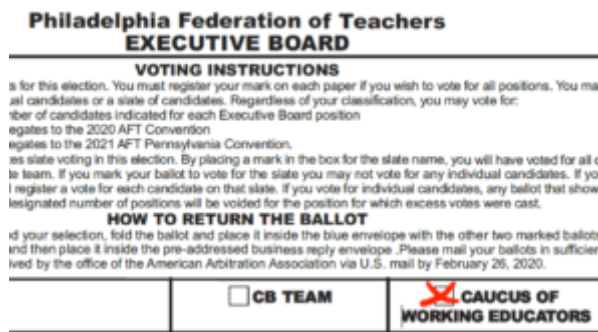 Philadelphia Federation of Teachers
EXECUTIVE BOARD
VOTING INSTRUCTIONS
s for this election. You must register your mark on each paper if you wish to vote for all positions. You ma
ual candidates or a slate of candidates. Regardless of your classification, you may vote for:
nber of candidates indicated for each Executive Board position
egates to the 2020 AFT Convention
egates to the 2021 AFT Pennsylvania Convention.
es slate voting in this election. By placing a mark in the box for the slate name, you will have voted for all c
e team. If you mark your ballot to vote for the slate you may not vote for any individual candidates. If yo
l register a vote for each candidate on that slate. If you vote for individual candidates, any ballot that show
lesignated number of positions will be voided for the position for which excess votes were cast.
HOW TO RETURN THE BALLOT
d your selection, fold the ballot and place it inside the blue envelope with the other two marked ballots
and then place it inside the pre-addressed business reply envelope .Please mail your ballots in sufficien
ived by the office of the American Arbitration Association via U.S. mail by February 26, 2020.
CB TEAM
CAUCUS OF
WORKING EDUCATORS